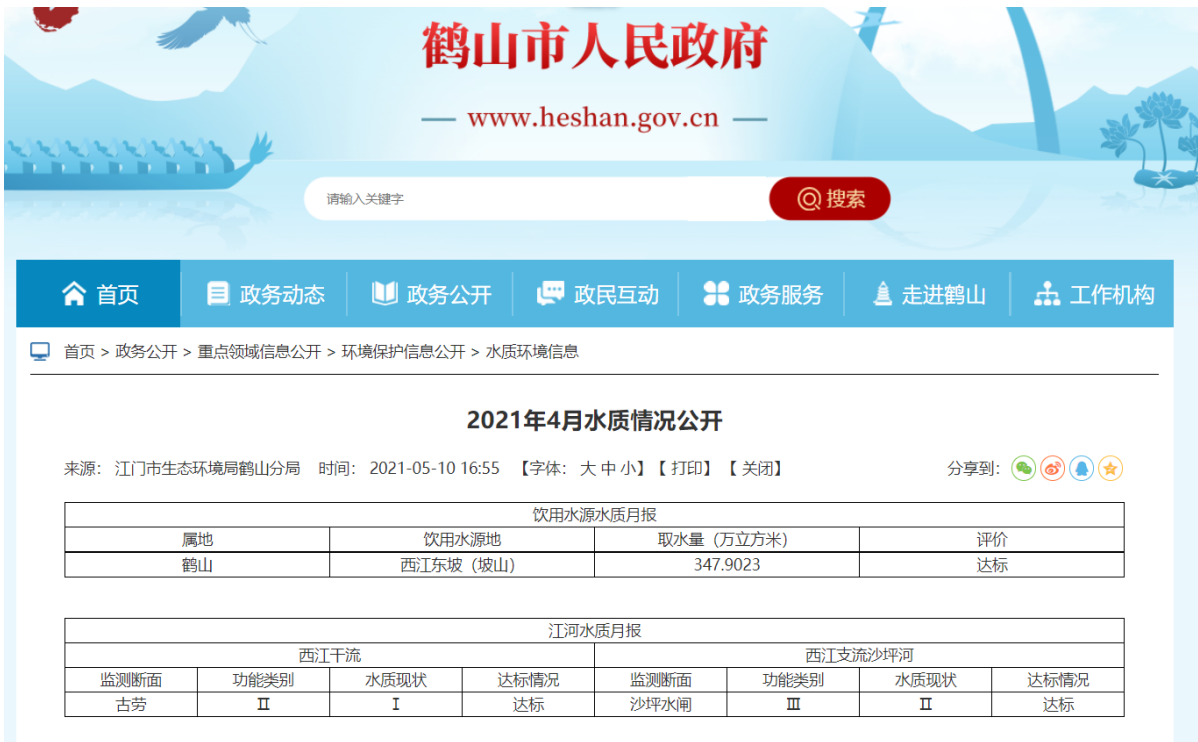 鹤山市人民政府
www.heshan.gov.cn
请输入关键字 搜索
首页 政务动态 政务公开 政民互动 政务服务 走进鹤山 工作机构
首页 > 政务公开 > 重点领域信息公开 > 环境保护信息公开 > 水质环境信息
2021年4月水质情况公开
来源: 江门市生态环境局鹤山分局 时间: 2021-05-10 16:55 【字体: 大 中 小】【 打印】 【 关闭】 分享到:
饮用水源水质月报
属地 饮用水源地 取水量（万立方米） 评价
鹤山 西江东坡（坡山） 347.9023 达标
江河水质月报
西江干流 西江支流沙坪河
监测断面 功能类别 水质现状 达标情况 监测断面 功能类别 水质现状 达标情况
古劳 Ⅱ Ⅰ 达标 沙坪水闸 Ⅲ Ⅱ 达标